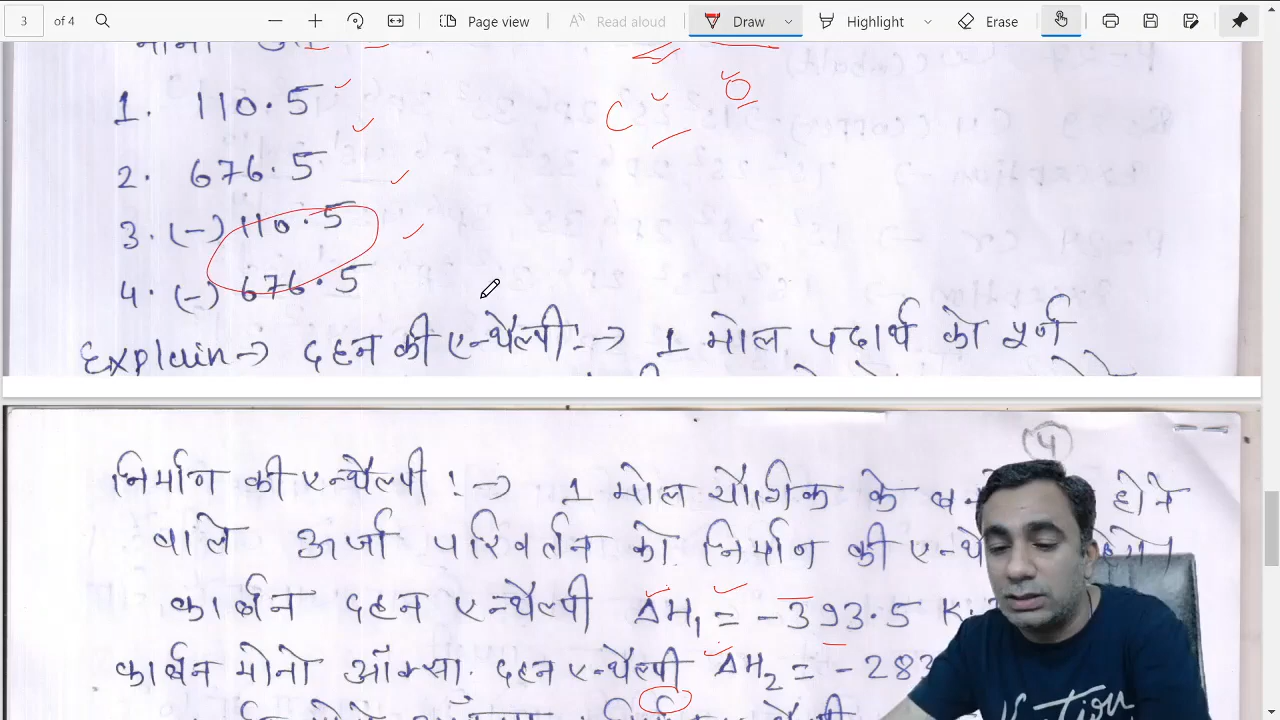 3 of 4 Page view Read aloud Draw Highlight Erase
C O
1. 110.5
2. 676.5
3. (-) 110.5
4. (-) 676.5
Explain → दहन की एन्थैल्पी :→ 1 मोल पदार्थ को पूर्ण
4
निर्माण की एन्थैल्पी :→ 1 मोल यौगिक के होने
वाले ऊर्जा परिवर्तन को निर्माण की
कार्बन दहन एन्थैल्पी ΔH₁ = -393.5
कार्बन मोनो ऑक्सा. दहन एन्थैल्पी ΔH₂ = -283